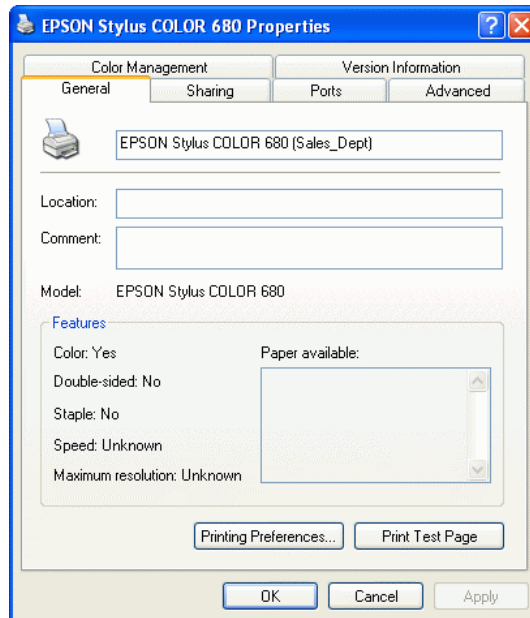 EPSON Stylus COLOR 680 Properties
Color Management Version Information
General Sharing Ports Advanced
EPSON Stylus COLOR 680 (Sales_Dept)
Location:
Comment:
Model: EPSON Stylus COLOR 680
Features
Color: Yes Paper available:
Double-sided: No
Staple: No
Speed: Unknown
Maximum resolution: Unknown
Printing Preferences... Print Test Page
OK Cancel Apply